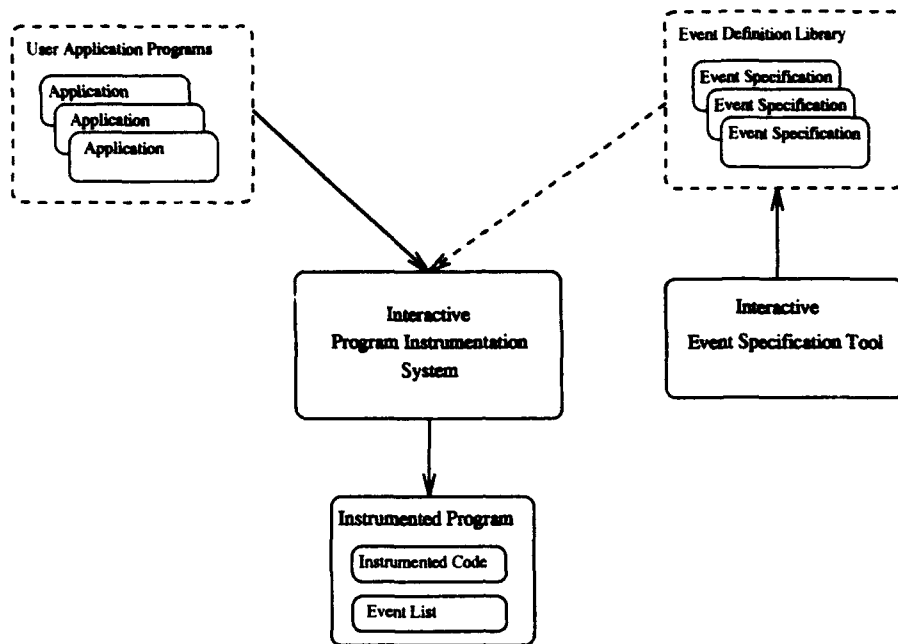 User Application Programs
Application
Application
Application
Event Definition Library
Event Specification
Event Specification
Event Specification
Interactive
Program Instrumentation
System
Interactive
Event Specification Tool
Instrumented Program
Instrumented Code
Event List